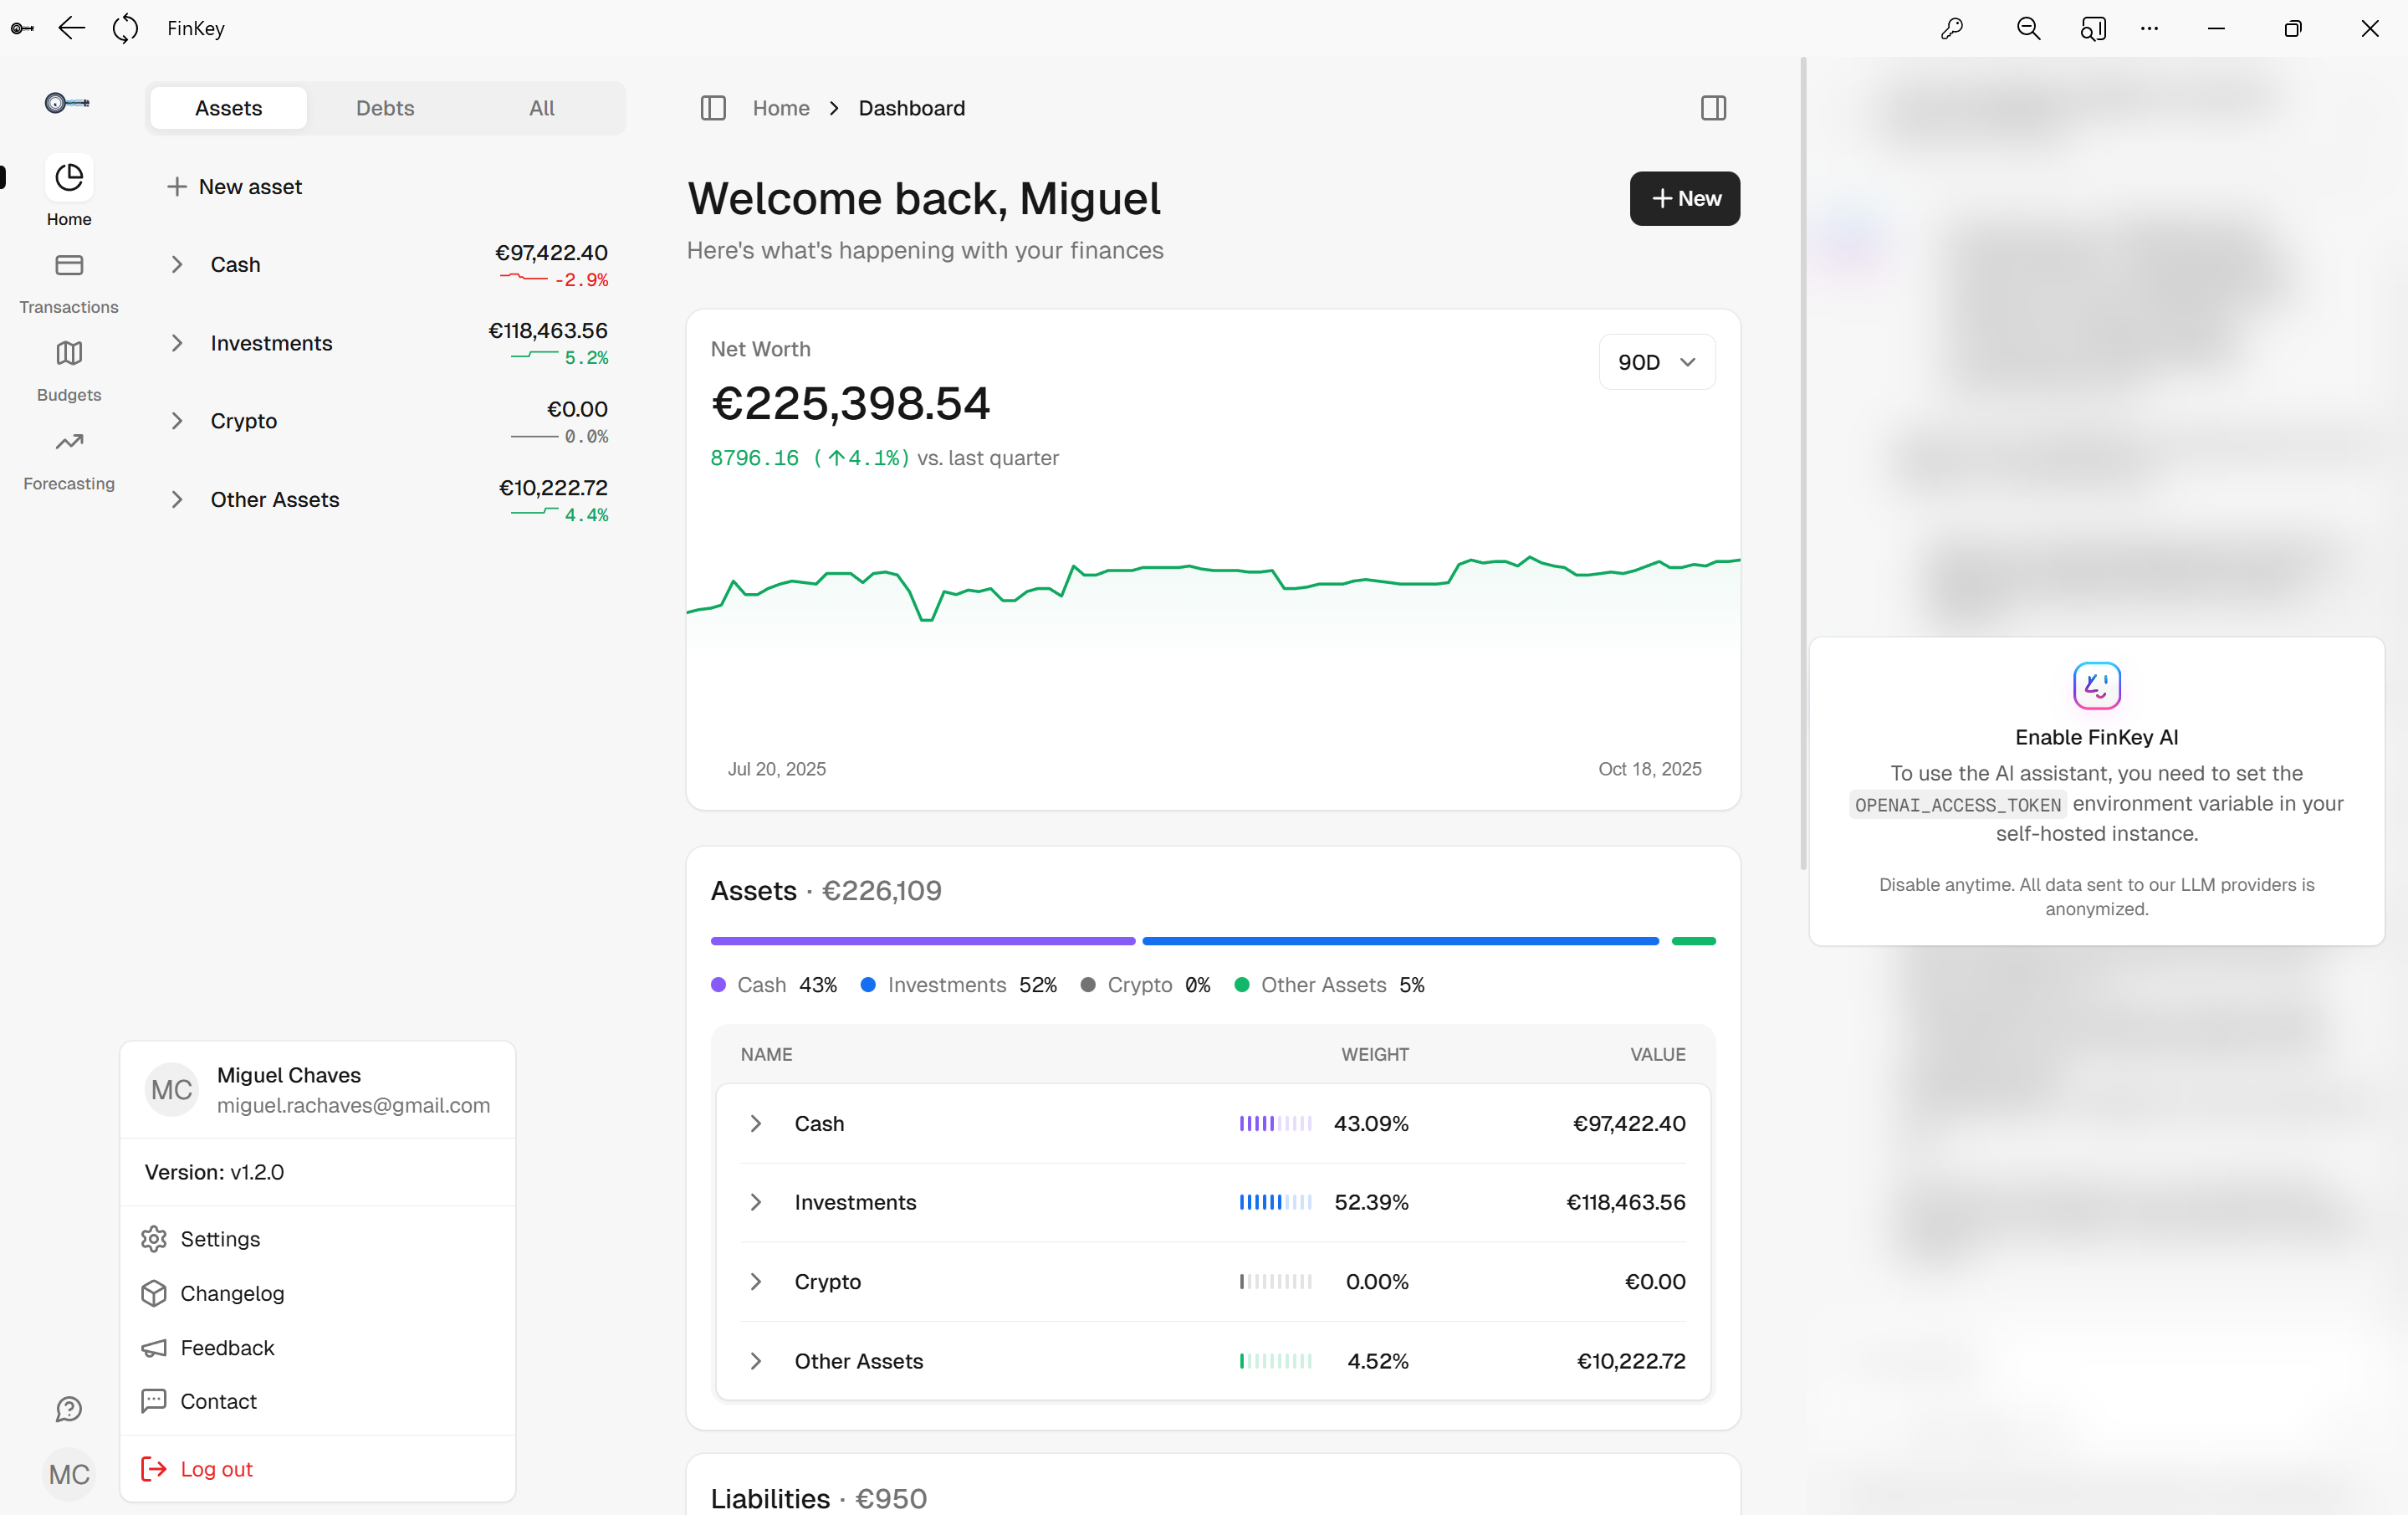 FinKey
Assets
Debts
All
New asset
Cash
€97,422.40
-2.9%
Investments
€118,463.56
5.2%
Crypto
€0.00
0.0%
Other Assets
€10,222.72
4.4%
Home
Transactions
Budgets
Forecasting
Home
Dashboard
Welcome back, Miguel
Here's what's happening with your finances
New
Net Worth
€225,398.54
8796.16 (↑4.1%) vs. last quarter
90D
Jul 20, 2025
Oct 18, 2025
Assets · €226,109
Cash 43% Investments 52% Crypto 0% Other Assets 5%
NAME WEIGHT VALUE
Cash 43.09% €97,422.40
Investments 52.39% €118,463.56
Crypto 0.00% €0.00
Other Assets 4.52% €10,222.72
Liabilities · €950
Enable FinKey AI
To use the AI assistant, you need to set the
OPENAI_ACCESS_TOKEN environment variable in your
self-hosted instance.
Disable anytime. All data sent to our LLM providers is
anonymized.
MC
Miguel Chaves
miguel.rachaves@gmail.com
Version: v1.2.0
Settings
Changelog
Feedback
Contact
Log out
MC